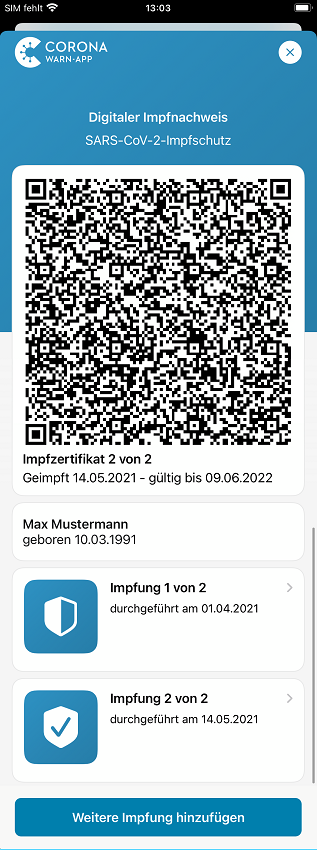 SIM fehlt
13:03
CORONA
WARN-APP
Digitaler Impfnachweis
SARS-CoV-2-Impfschutz
Impfzertifikat 2 von 2
Geimpft 14.05.2021 - gültig bis 09.06.2022
Max Mustermann
geboren 10.03.1991
Impfung 1 von 2
durchgeführt am 01.04.2021
Impfung 2 von 2
durchgeführt am 14.05.2021
Weitere Impfung hinzufügen